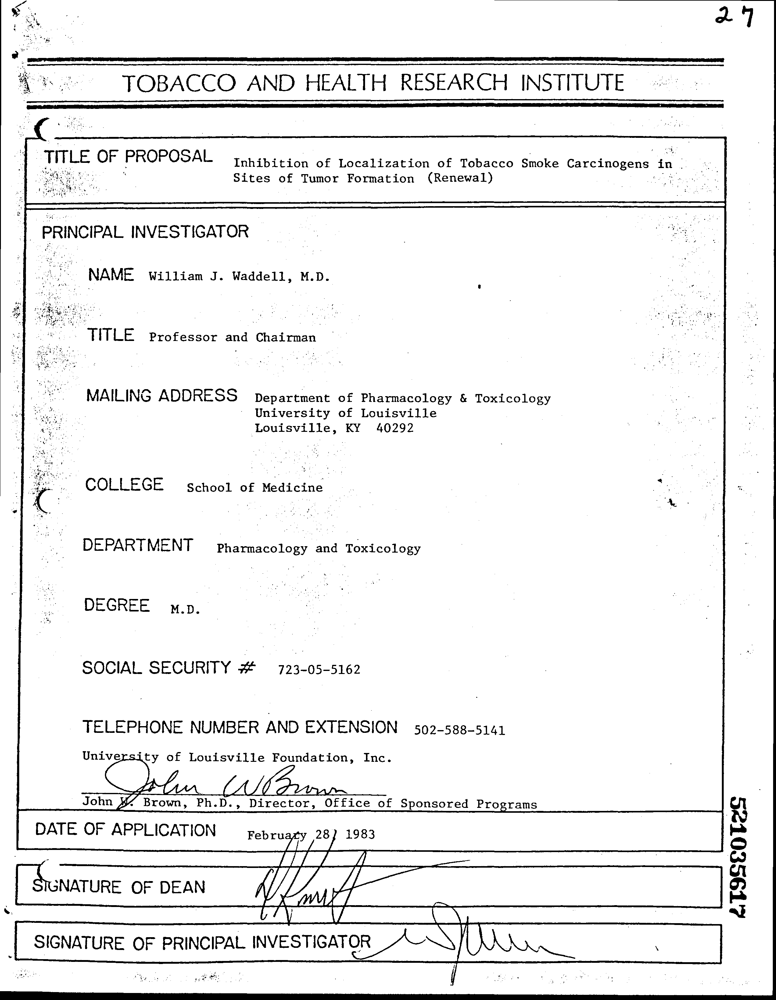 27
TOBACCO AND HEALTH RESEARCH INSTITUTE
TITLE OF PROPOSAL Inhibition of Localization of Tobacco Smoke Carcinogens in
Sites of Tumor Formation (Renewal)
PRINCIPAL INVESTIGATOR
NAME William J. Waddell, M.D.
TITLE Professor and Chairman
MAILING ADDRESS Department of Pharmacology & Toxicology
University of Louisville
Louisville, KY 40292
COLLEGE School of Medicine
DEPARTMENT Pharmacology and Toxicology
DEGREE M.D.
SOCIAL SECURITY # 723-05-5162
TELEPHONE NUMBER AND EXTENSION 502-588-5141
University of Louisville Foundation, Inc.
John W Brown
John W. Brown, Ph.D., Director, Office of Sponsored Programs
DATE OF APPLICATION February 28, 1983
SIGNATURE OF DEAN
SIGNATURE OF PRINCIPAL INVESTIGATOR
521035617